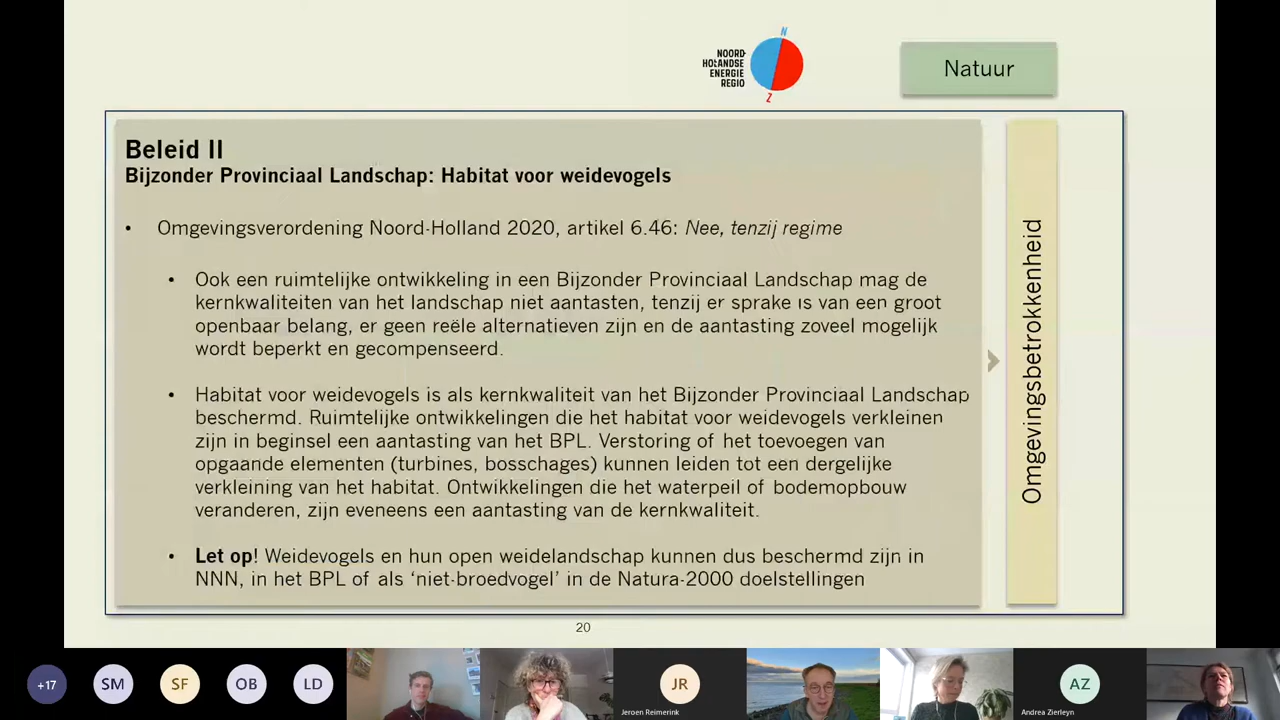 N
NOORD-
HOLLANDSE
ENERGIE
REGIO
Z
Natuur
Beleid II
Bijzonder Provinciaal Landschap: Habitat voor weidevogels
• Omgevingsverordening Noord-Holland 2020, artikel 6.46: Nee, tenzij regime
• Ook een ruimtelijke ontwikkeling in een Bijzonder Provinciaal Landschap mag de
kernkwaliteiten van het landschap niet aantasten, tenzij er sprake is van een groot
openbaar belang, er geen reële alternatieven zijn en de aantasting zoveel mogelijk
wordt beperkt en gecompenseerd.
• Habitat voor weidevogels is als kernkwaliteit van het Bijzonder Provinciaal Landschap
beschermd. Ruimtelijke ontwikkelingen die het habitat voor weidevogels verkleinen
zijn in beginsel een aantasting van het BPL. Verstoring of het toevoegen van
opgaande elementen (turbines, bosschages) kunnen leiden tot een dergelijke
verkleining van het habitat. Ontwikkelingen die het waterpeil of bodemopbouw
veranderen, zijn eveneens een aantasting van de kernkwaliteit.
• Let op! Weidevogels en hun open weidelandschap kunnen dus beschermd zijn in
NNN, in het BPL of als ‘niet-broedvogel’ in de Natura-2000 doelstellingen
Omgevingsbetrokkenheid
20
+17
SM
SF
OB
LD
JR
Jeroen Reimerink
AZ
Andrea Zierleyn